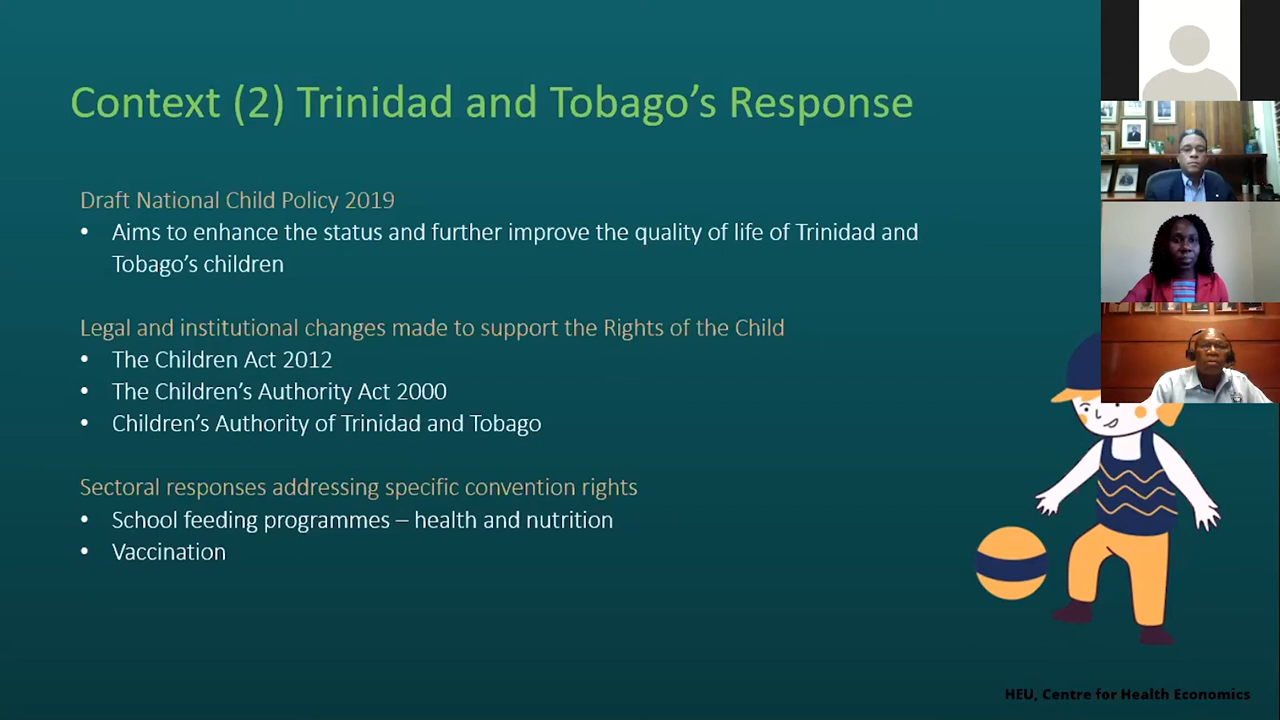 Context (2) Trinidad and Tobago’s Response
Draft National Child Policy 2019
• Aims to enhance the status and further improve the quality of life of Trinidad and
Tobago’s children
Legal and institutional changes made to support the Rights of the Child
• The Children Act 2012
• The Children’s Authority Act 2000
• Children’s Authority of Trinidad and Tobago
Sectoral responses addressing specific convention rights
• School feeding programmes – health and nutrition
• Vaccination
HEU, Centre for Health Economics